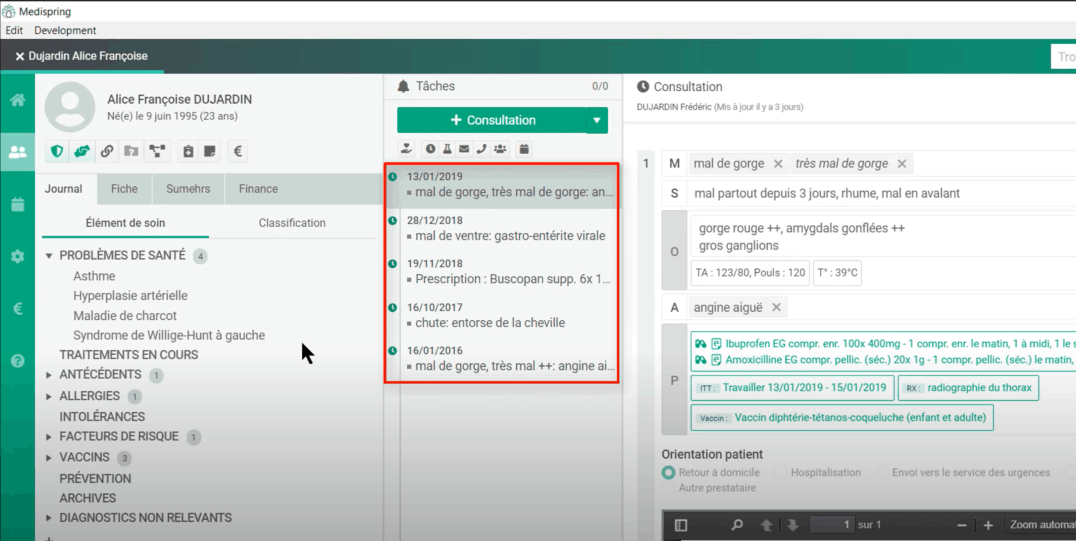 Medispring
Edit Development
× Dujardin Alice Françoise
Tro
Alice Françoise DUJARDIN
Né(e) le 9 juin 1995 (23 ans)
€
Journal Fiche Sumehrs Finance
Élément de soin Classification
PROBLÈMES DE SANTÉ 4
Asthme
Hyperplasie artérielle
Maladie de charcot
Syndrome de Willige-Hunt à gauche
TRAITEMENTS EN COURS
ANTÉCÉDENTS 1
ALLERGIES 1
INTOLÉRANCES
FACTEURS DE RISQUE 1
VACCINS 3
PRÉVENTION
ARCHIVES
DIAGNOSTICS NON RELEVANTS
Tâches 0/0
+ Consultation
13/01/2019
mal de gorge, très mal de gorge: an...
28/12/2018
mal de ventre: gastro-entérite virale
19/11/2018
Prescription : Buscopan supp. 6x 1...
16/10/2017
chute: entorse de la cheville
16/01/2016
mal de gorge, très mal ++: angine ai...
Consultation
DUJARDIN Frédéric (Mis à jour il y a 3 jours)
1 M mal de gorge × très mal de gorge ×
S mal partout depuis 3 jours, rhume, mal en avalant
O gorge rouge ++, amygdals gonflées ++
gros ganglions
TA : 123/80, Pouls : 120 T° : 39°C
A angine aiguë ×
P Ibuprofen EG compr. enr. 100x 400mg - 1 compr. enr. le matin, 1 à midi, 1 le s
Amoxicilline EG compr. pellic. (séc.) 20x 1g - 1 compr. pellic. (séc.) le matin,
ITT : Travailler 13/01/2019 - 15/01/2019 RX : radiographie du thorax
Vaccin : Vaccin diphtérie-tétanos-coqueluche (enfant et adulte)
Orientation patient
Retour à domicile Hospitalisation Envoi vers le service des urgences
Autre prestataire
1 sur 1 − + Zoom automat